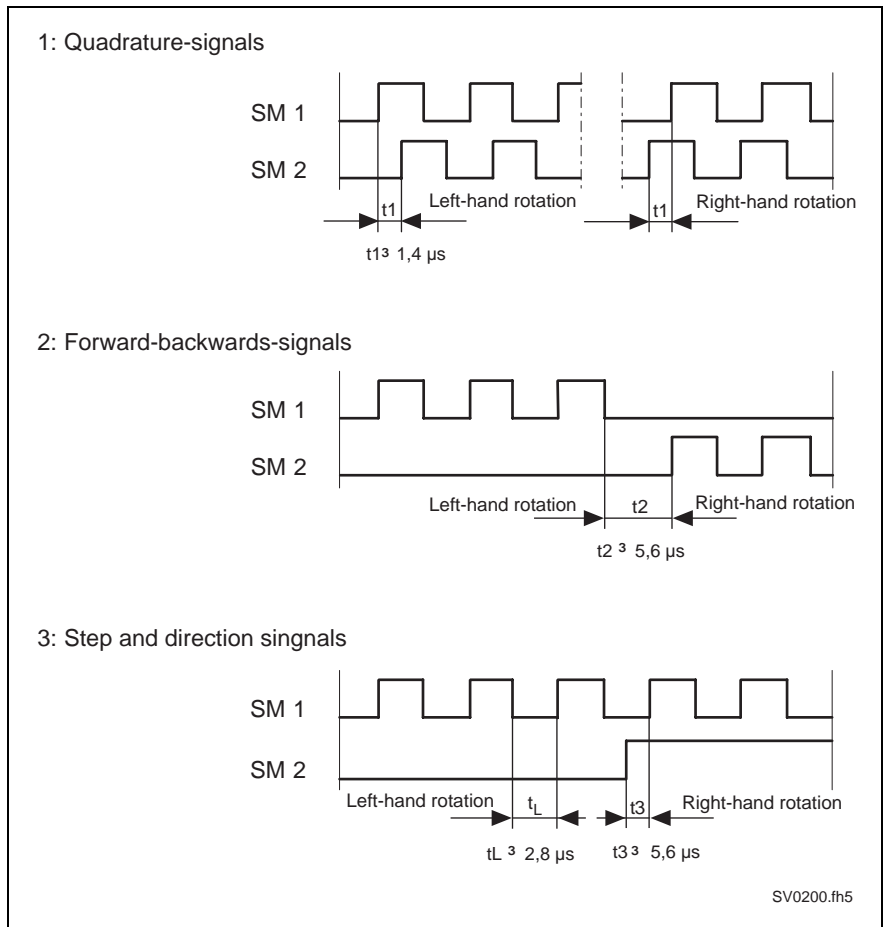 1: Quadrature-signals
SM 1
SM 2
t1
Left-hand rotation
t1
Right-hand rotation
t1³ 1,4 µs
2: Forward-backwards-signals
SM 1
SM 2
Left-hand rotation
t2
Right-hand rotation
t2 ³ 5,6 µs
3: Step and direction singnals
SM 1
SM 2
Left-hand rotation
tL
t3
Right-hand rotation
tL ³ 2,8 µs
t3 ³ 5,6 µs
SV0200.fh5